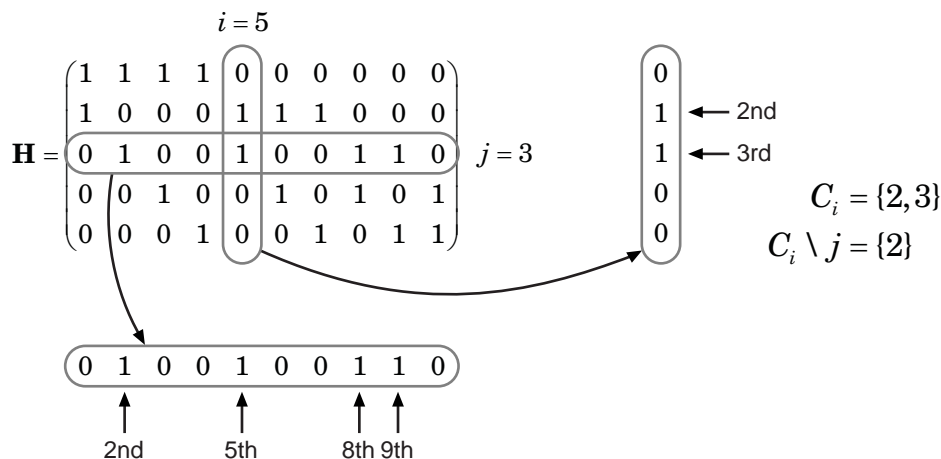 i = 5
1 1 1 1 0 0 0 0 0 0 0
1 0 0 0 1 1 1 0 0 0 2nd
H = 0 1 0 0 1 0 0 1 1 0 j = 3 1 3rd
0 0 1 0 0 1 0 1 0 1 0 C_i = {2, 3}
0 0 0 1 0 0 1 0 1 1 0 C_i \ j = {2}
0 1 0 0 1 0 0 1 1 0
2nd 5th 8th 9th